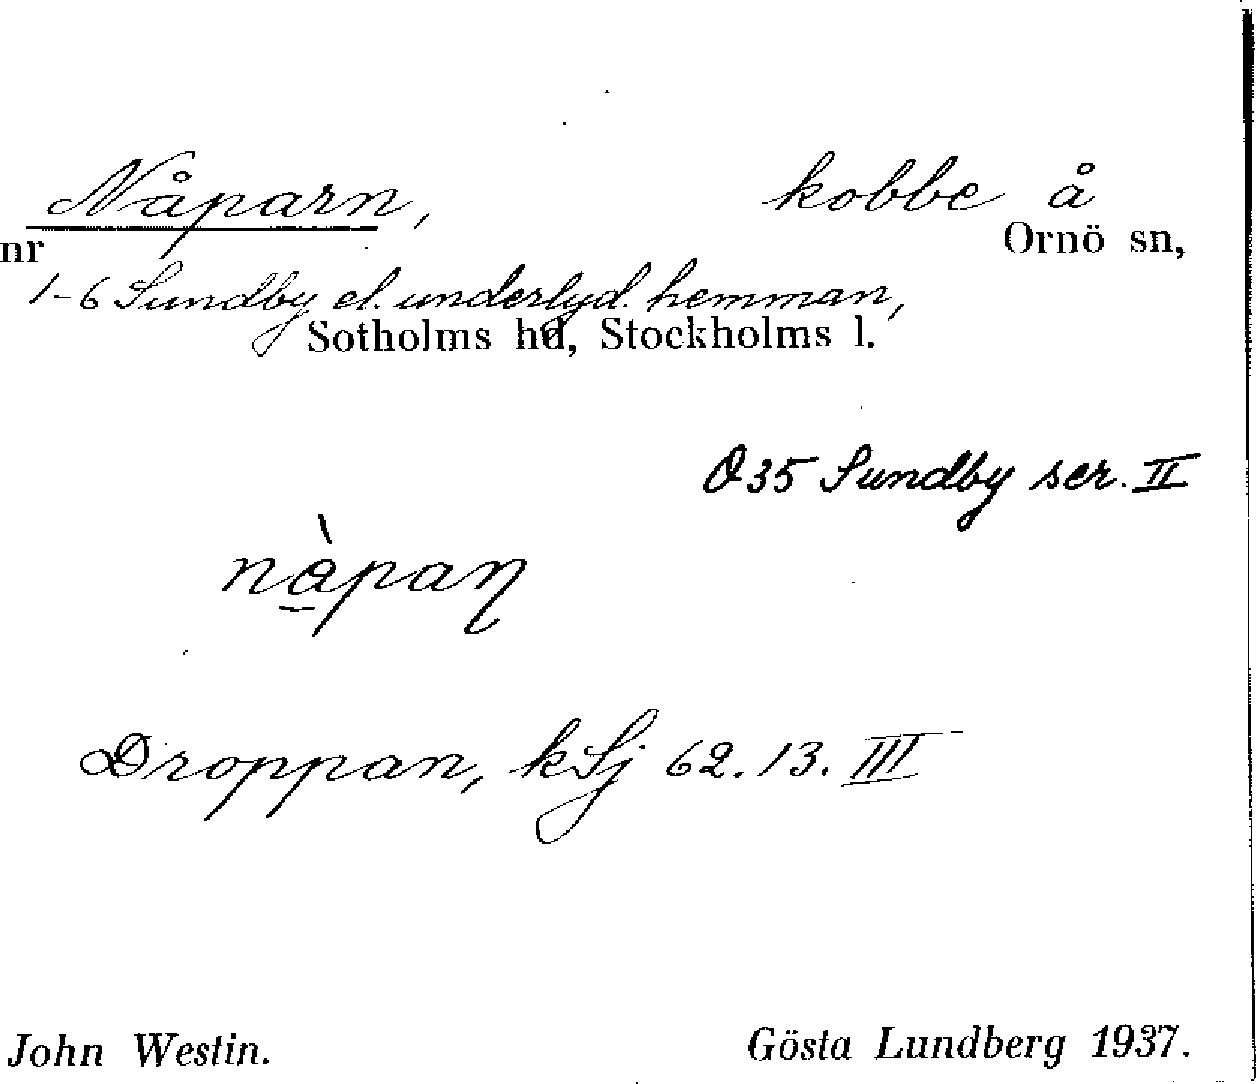 Nåparn, kobbe å
nr Ornö sn,
1-6 Sundby el. underlyd. hemman,
Sotholms hd, Stockholms l.
Ö35 Sundby ser. II
nàpaɳ
Droppan, kSj 62.13.III
John Westin. Gösta Lundberg 1937.